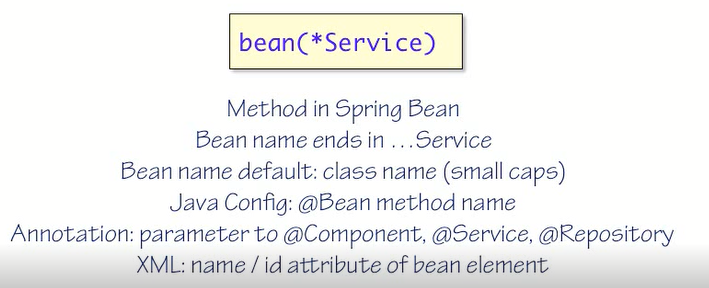 bean(*Service)
Method in Spring Bean
Bean name ends in ...Service
Bean name default: class name (small caps)
Java Config: @Bean method name
Annotation: parameter to @Component, @Service, @Repository
XML: name / id attribute of bean element